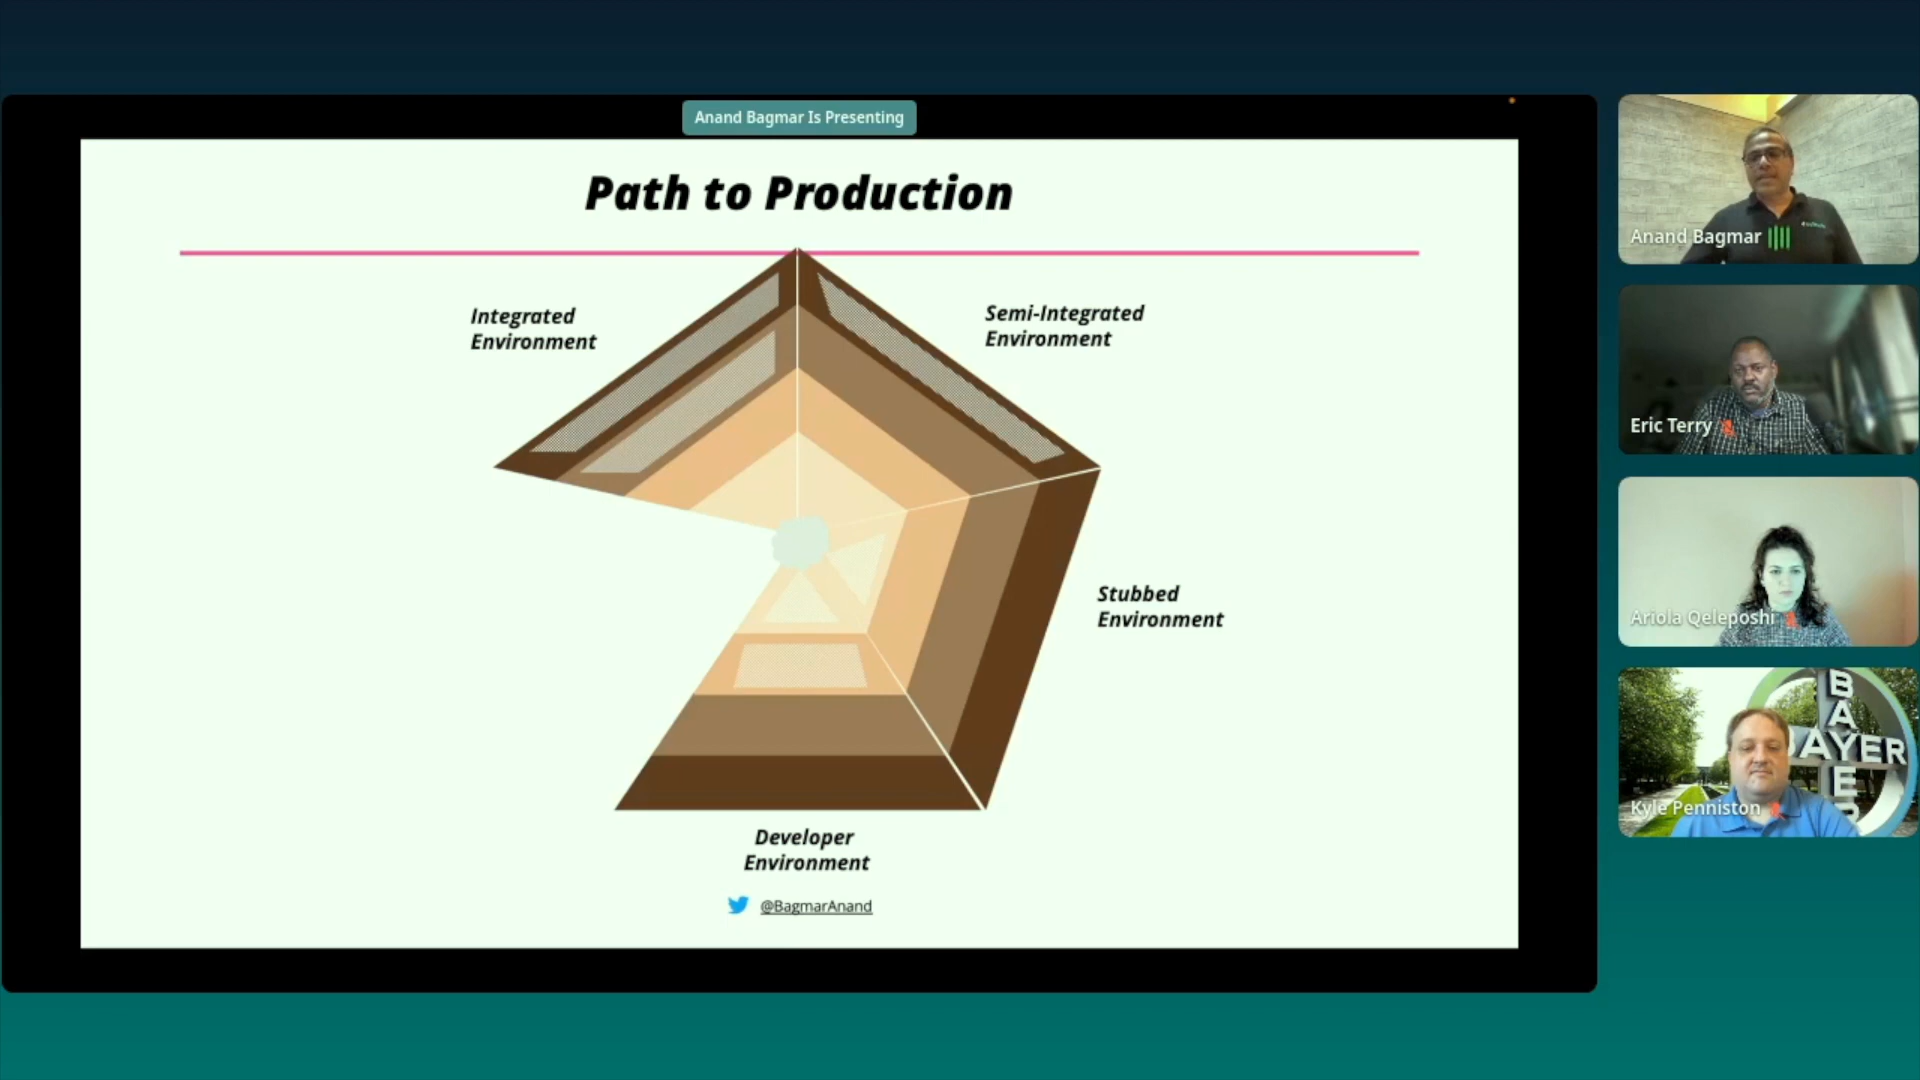 Anand Bagmar Is Presenting
Path to Production
Integrated
Environment
Semi-Integrated
Environment
Stubbed
Environment
Developer
Environment
@BagmarAnand
Anand Bagmar
Eric Terry
Ariola Qeleposhi
Kyle Penniston
BAYER
BAYER